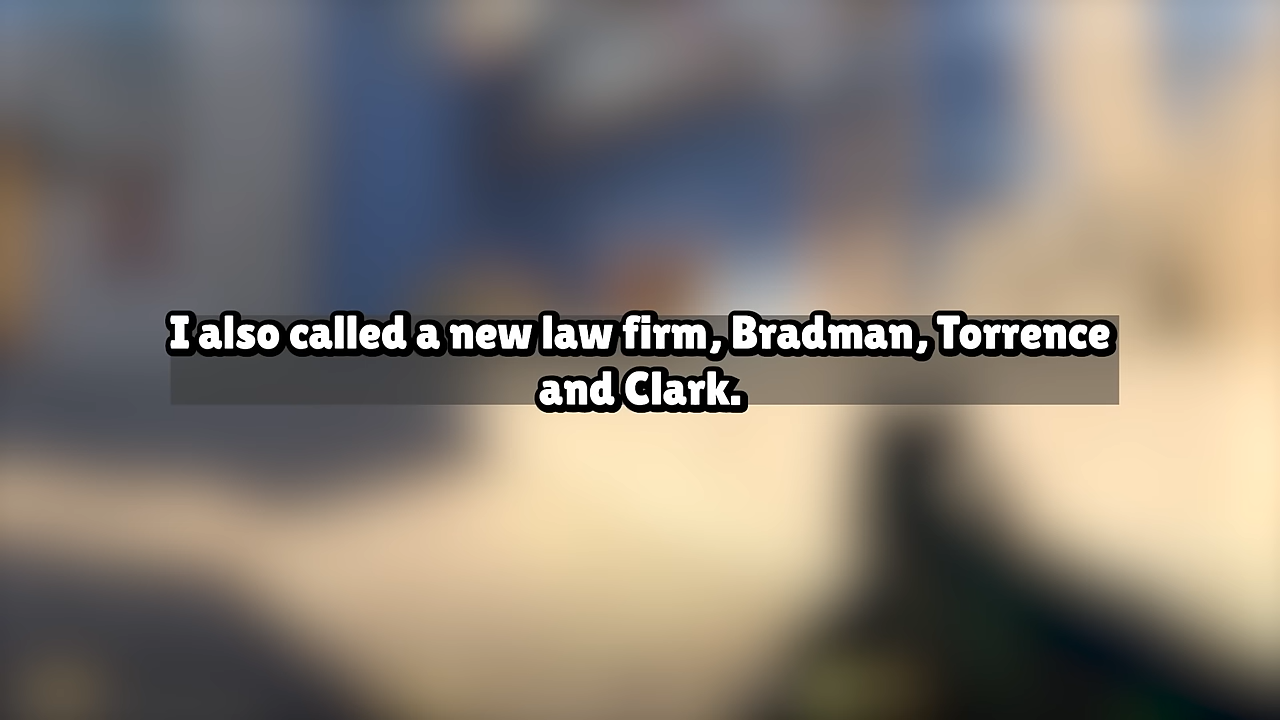 I also called a new law firm, Bradman, Torrence
and Clark.